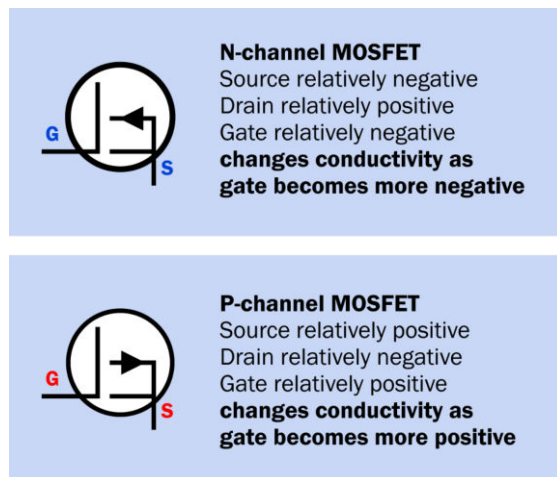 N-channel MOSFET
Source relatively negative
Drain relatively positive
Gate relatively negative
changes conductivity as
gate becomes more negative
G
S
P-channel MOSFET
Source relatively positive
Drain relatively negative
Gate relatively positive
changes conductivity as
gate becomes more positive
G
S